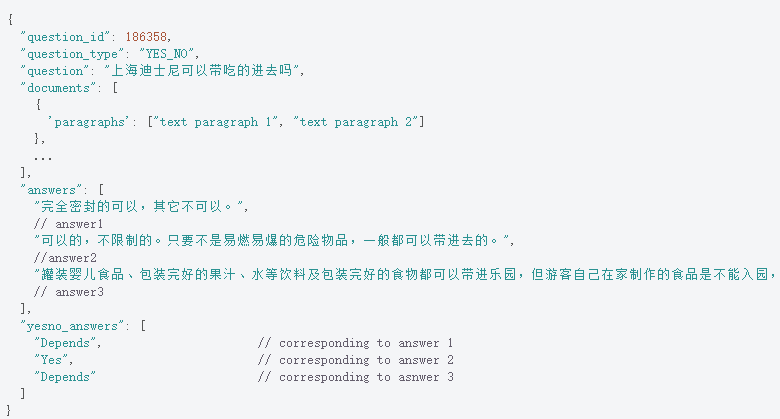 {
"question_id": 186358,
"question_type": "YES_NO",
"question": "上海迪士尼可以带吃的进去吗",
"documents": [
{
'paragraphs': ["text paragraph 1", "text paragraph 2"]
},
...
],
"answers": [
"完全密封的可以，其它不可以。",
// answer1
"可以的，不限制的。只要不是易燃易爆的危险物品，一般都可以带进去的。",
//answer2
"罐装婴儿食品、包装完好的果汁、水等饮料及包装完好的食物都可以带进乐园，但游客自己在家制作的食品是不能入园，
// answer3
],
"yesno_answers": [
"Depends", // corresponding to answer 1
"Yes", // corresponding to answer 2
"Depends" // corresponding to asnwer 3
]
}